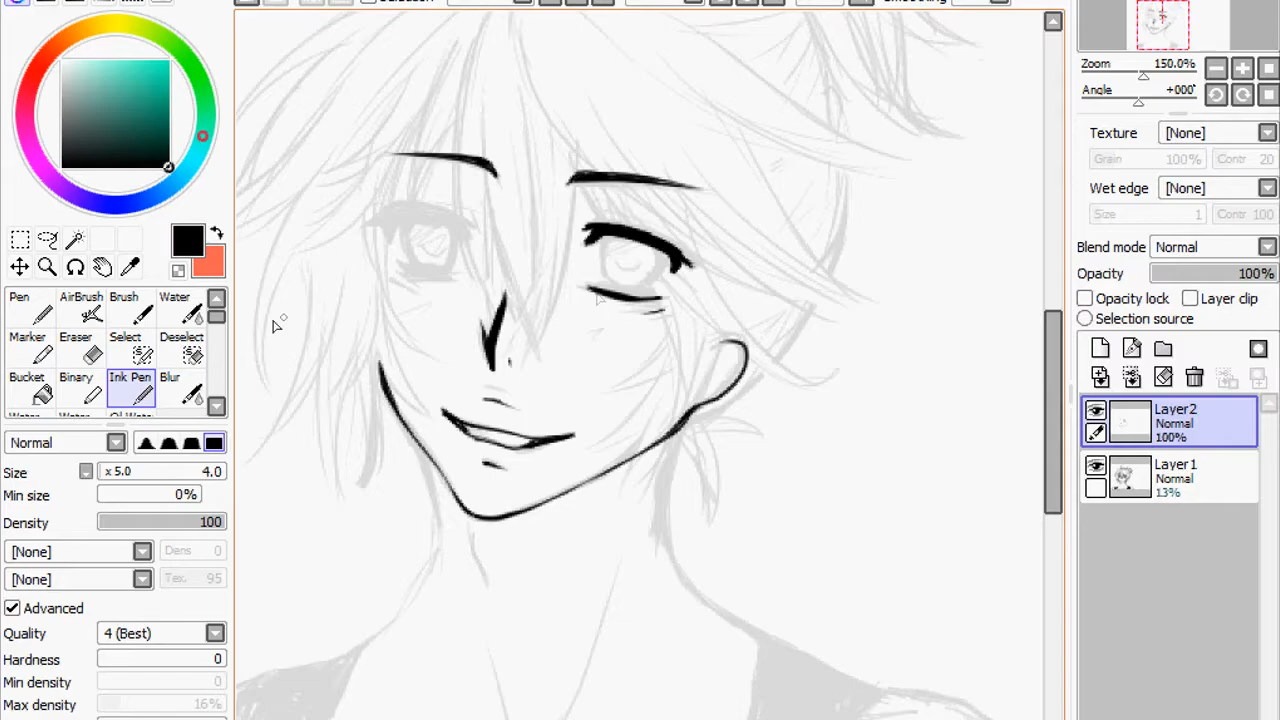 Zoom 150.0%
Angle +000°
Texture [None]
Grain 100% Contr 20
Wet edge [None]
Size 1 Contr 100
Blend mode Normal
Opacity 100%
Opacity lock Layer clip
Selection source
Layer2
Normal
100%
Layer1
Normal
13%
Pen AirBrush Brush Water
Marker Eraser Select Deselect
Bucket Binary Ink Pen Blur
Normal
Size x 5.0 4.0
Min size 0%
Density 100
[None] Dens 0
[None] Tex. 95
Advanced
Quality 4 (Best)
Hardness 0
Min density 0
Max density 16%